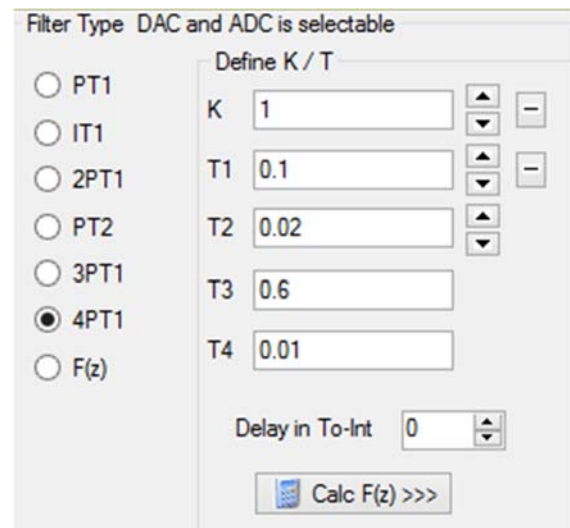 Filter Type DAC and ADC is selectable
Define K / T
PT1
IT1
2PT1
PT2
3PT1
4PT1
F(z)
K 1
T1 0.1
T2 0.02
T3 0.6
T4 0.01
Delay in To-Int 0
Calc F(z) >>>